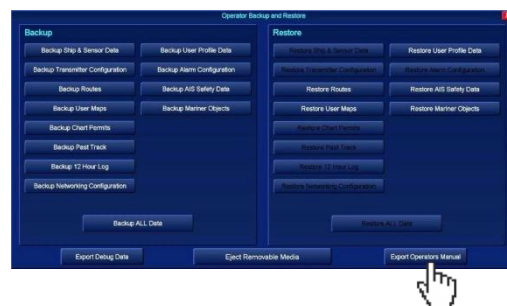 Operator Backup and Restore
Backup
Backup Ship & Sensor Data
Backup User Profile Data
Backup Transmitter Configuration
Backup Alarm Configuration
Backup Routes
Backup AIS Safety Data
Backup User Maps
Backup Mariner Objects
Backup Chart Permits
Backup Past Track
Backup 12 Hour Log
Backup Networking Configuration
Backup ALL Data
Restore
Restore Ship & Sensor Data
Restore User Profile Data
Restore Transmitter Configuration
Restore Alarm Configuration
Restore Routes
Restore AIS Safety Data
Restore User Maps
Restore Mariner Objects
Restore Chart Permits
Restore Past Track
Restore 12 Hour Log
Restore Networking Configuration
Restore ALL Data
Export Debug Data
Eject Removable Media
Export Operators Manual